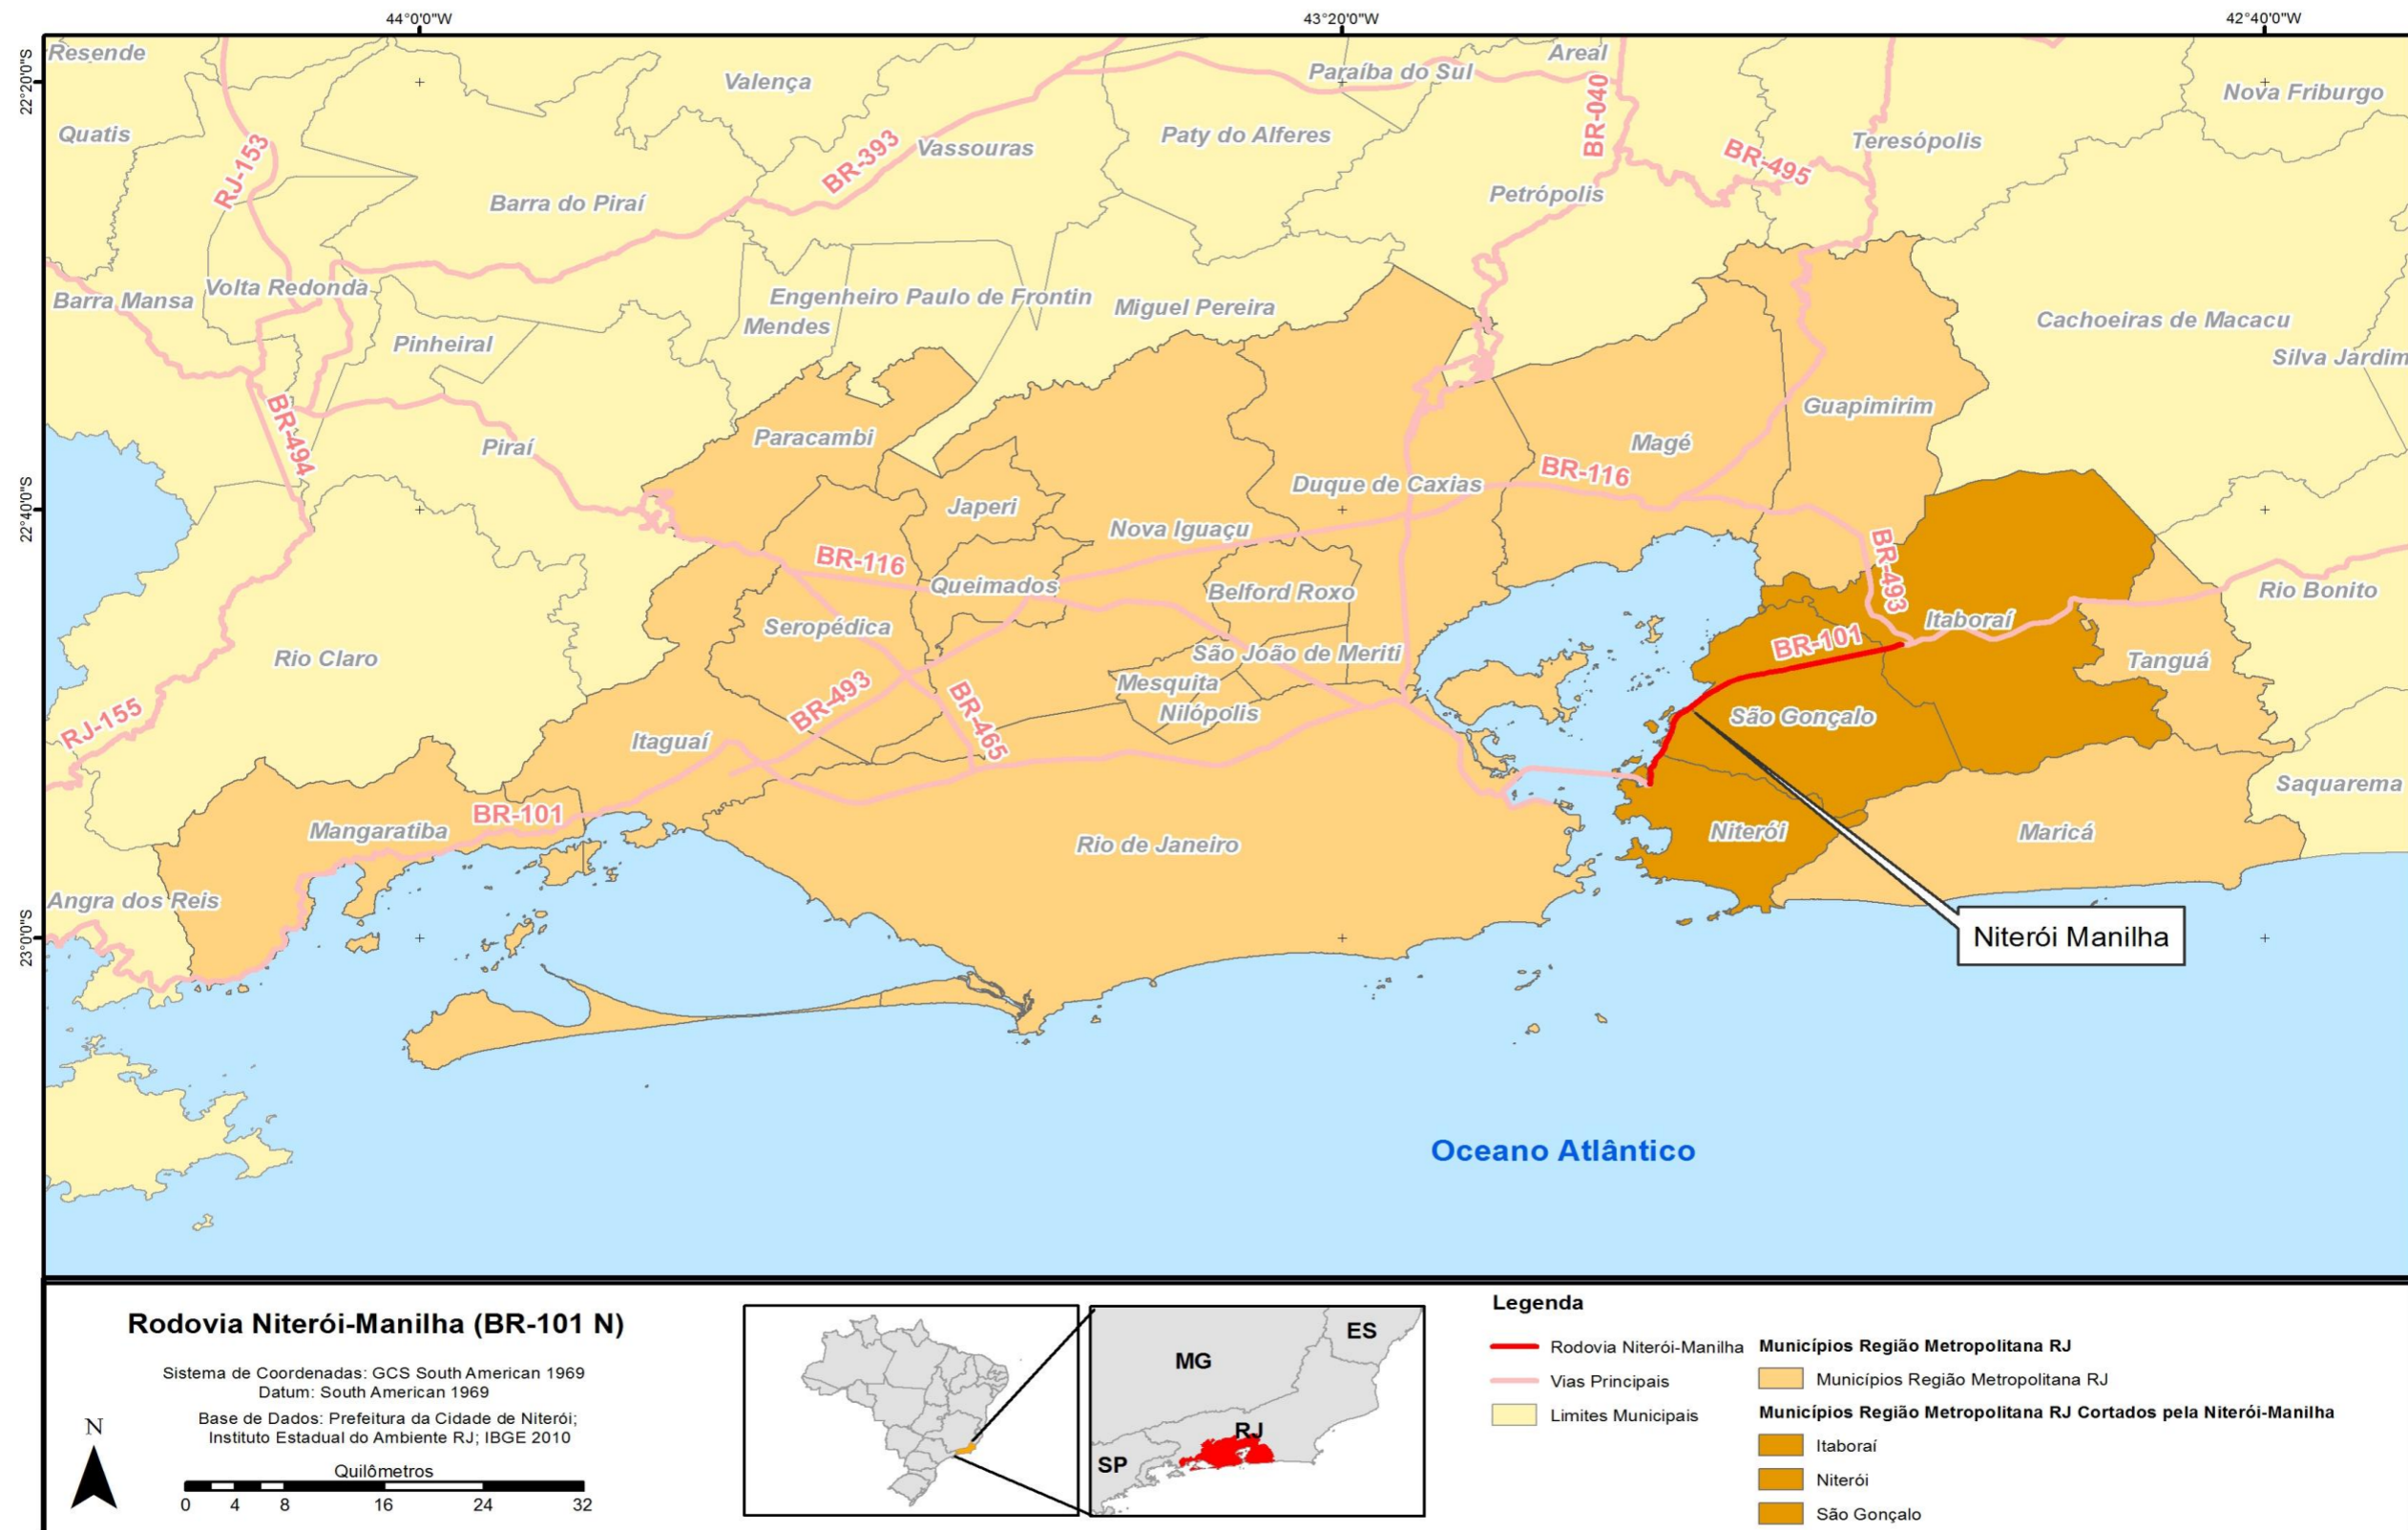 44°0'0"W
43°20'0"W
42°40'0"W
22°20'0"S
22°40'0"S
23°0'0"S
Resende
Valença
Paraíba do Sul
Areal
Nova Friburgo
BR-040
Quatis
RJ-153
BR-393
Vassouras
Paty do Alferes
BR-495
Teresópolis
Barra do Piraí
Petrópolis
Barra Mansa
Volta Redonda
Engenheiro Paulo de Frontin
Miguel Pereira
Cachoeiras de Macacu
Mendes
Pinheiral
Silva Jardim
BR-494
Piraí
Paracambi
Guapimirim
Magé
Duque de Caxias
BR-116
Japeri
Nova Iguaçu
BR-116
BR-493
Queimados
Belford Roxo
Rio Bonito
Seropédica
Itaboraí
BR-101
Rio Claro
São João de Meriti
Tanguá
Mesquita
BR-493
BR-465
Nilópolis
São Gonçalo
RJ-155
Itaguaí
Saquarema
BR-101
Mangaratiba
Rio de Janeiro
Niterói
Maricá
Angra dos Reis
Niterói Manilha
Oceano Atlântico
Rodovia Niterói-Manilha (BR-101 N)
Sistema de Coordenadas: GCS South American 1969
Datum: South American 1969
Base de Dados: Prefeitura da Cidade de Niterói;
Instituto Estadual do Ambiente RJ; IBGE 2010
N
Quilômetros
0 4 8 16 24 32
MG
ES
RJ
SP
Legenda
Rodovia Niterói-Manilha
Vias Principais
Limites Municipais
Municípios Região Metropolitana RJ
Municípios Região Metropolitana RJ
Municípios Região Metropolitana RJ Cortados pela Niterói-Manilha
Itaboraí
Niterói
São Gonçalo